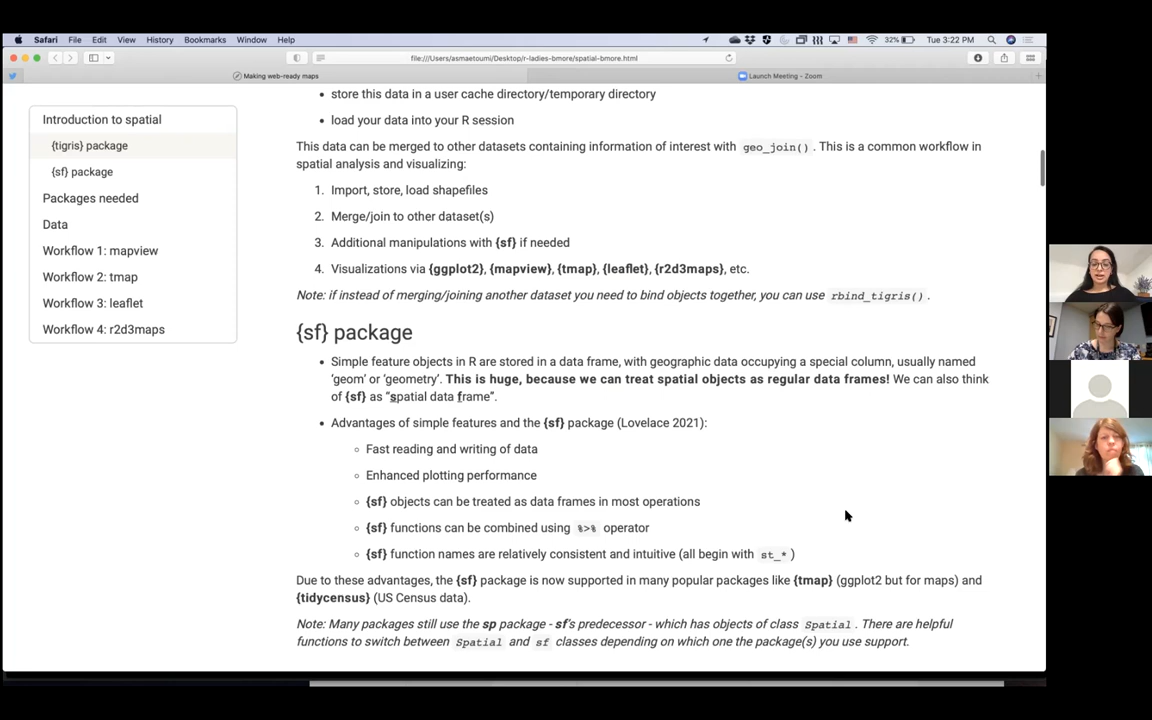 Safari File Edit View History Bookmarks Window Help
32% Tue 3:22 PM
file:///Users/asmaetoumi/Desktop/r-ladies-bmore/spatial-bmore.html
Making web-ready maps
Launch Meeting - Zoom
Introduction to spatial
{tigris} package
{sf} package
Packages needed
Data
Workflow 1: mapview
Workflow 2: tmap
Workflow 3: leaflet
Workflow 4: r2d3maps
• store this data in a user cache directory/temporary directory
• load your data into your R session
This data can be merged to other datasets containing information of interest with geo_join() . This is a common workflow in
spatial analysis and visualizing:
1. Import, store, load shapefiles
2. Merge/join to other dataset(s)
3. Additional manipulations with {sf} if needed
4. Visualizations via {ggplot2}, {mapview}, {tmap}, {leaflet}, {r2d3maps}, etc.
Note: if instead of merging/joining another dataset you need to bind objects together, you can use rbind_tigris() .
{sf} package
• Simple feature objects in R are stored in a data frame, with geographic data occupying a special column, usually named
‘geom’ or ‘geometry’. This is huge, because we can treat spatial objects as regular data frames! We can also think
of {sf} as “spatial data frame”.
• Advantages of simple features and the {sf} package (Lovelace 2021):
◦ Fast reading and writing of data
◦ Enhanced plotting performance
◦ {sf} objects can be treated as data frames in most operations
◦ {sf} functions can be combined using %>% operator
◦ {sf} function names are relatively consistent and intuitive (all begin with st_* )
Due to these advantages, the {sf} package is now supported in many popular packages like {tmap} (ggplot2 but for maps) and
{tidycensus} (US Census data).
Note: Many packages still use the sp package - sf’s predecessor - which has objects of class Spatial . There are helpful
functions to switch between Spatial and sf classes depending on which one the package(s) you use support.